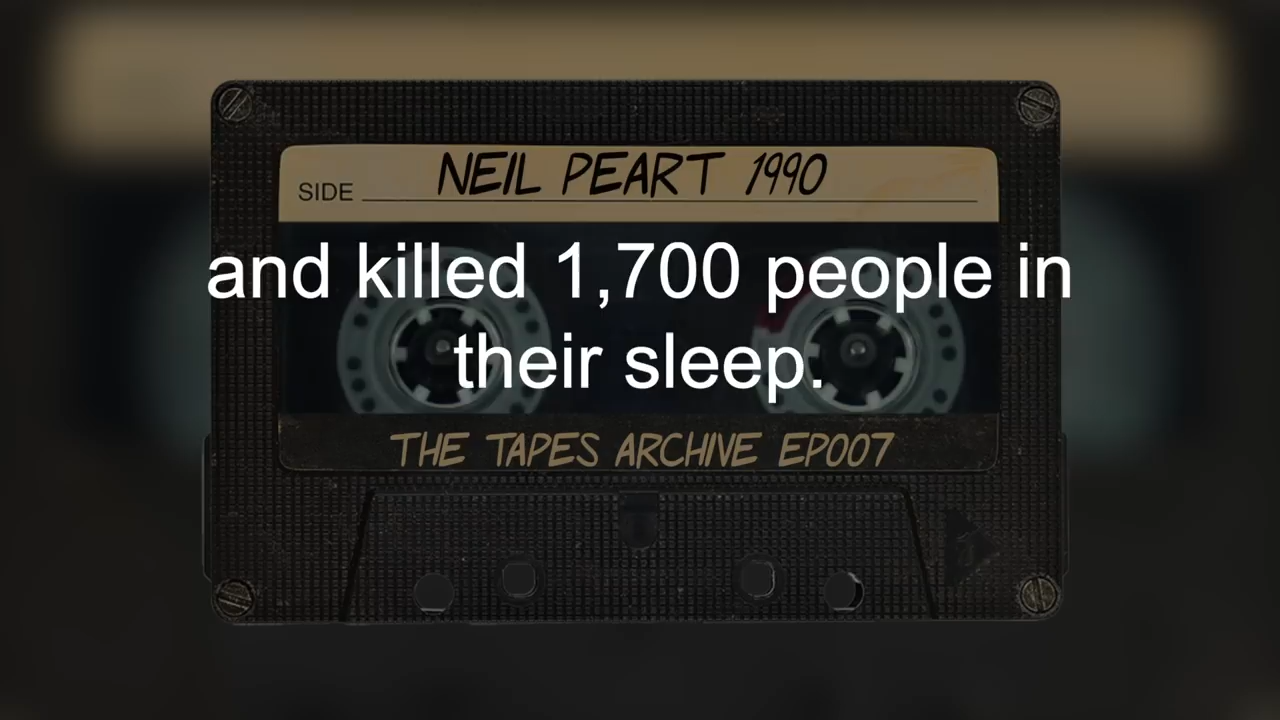 NEIL PEART 1990
SIDE
and killed 1,700 people in
their sleep.
THE TAPES ARCHIVE EP007